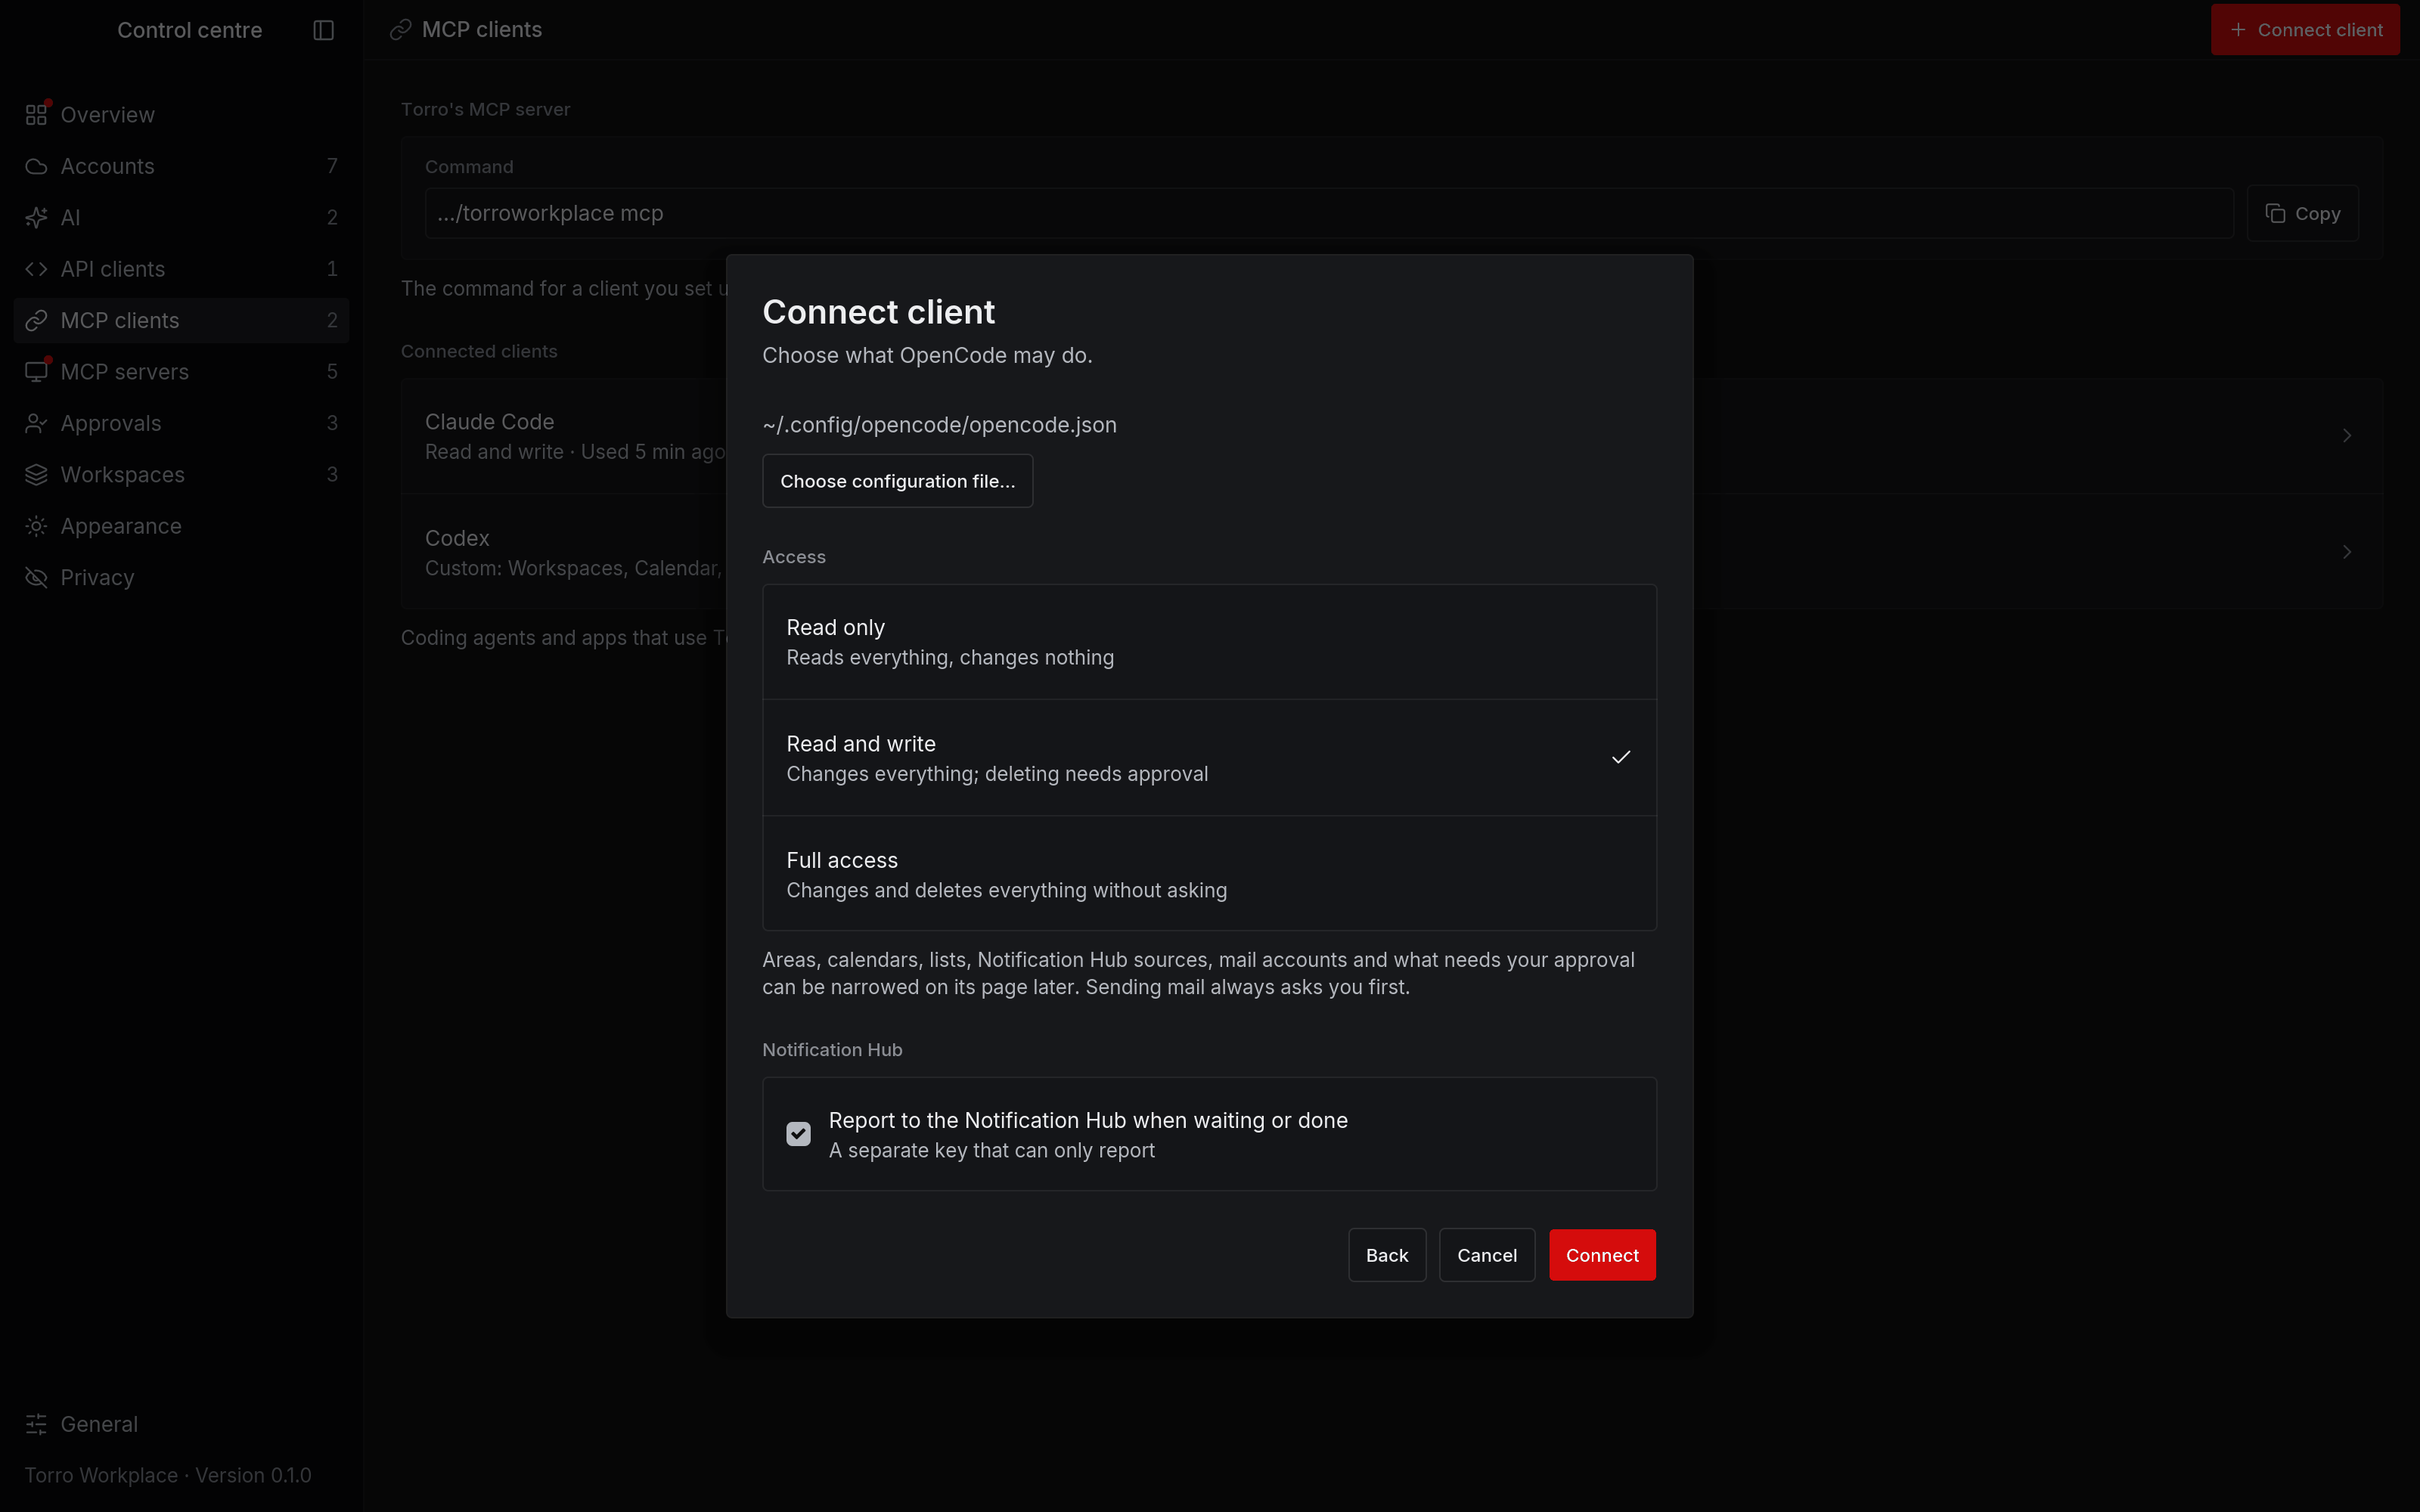 Control centre
Overview
Accounts 7
AI 2
API clients 1
MCP clients 2
MCP servers 5
Approvals 3
Workspaces 3
Appearance
Privacy
General
Torro Workplace · Version 0.1.0
MCP clients
Connect client
Torro's MCP server
Command
.../torroworkplace mcp
Copy
The command for a client you set
Connected clients
Claude Code
Read and write · Used 5 min ago
Codex
Custom: Workspaces, Calendar,
Coding agents and apps that use
Connect client
Choose what OpenCode may do.
~/.config/opencode/opencode.json
Choose configuration file...
Access
Read only
Reads everything, changes nothing
Read and write
Changes everything; deleting needs approval
Full access
Changes and deletes everything without asking
Areas, calendars, lists, Notification Hub sources, mail accounts and what needs your approval
can be narrowed on its page later. Sending mail always asks you first.
Notification Hub
Report to the Notification Hub when waiting or done
A separate key that can only report
Back
Cancel
Connect